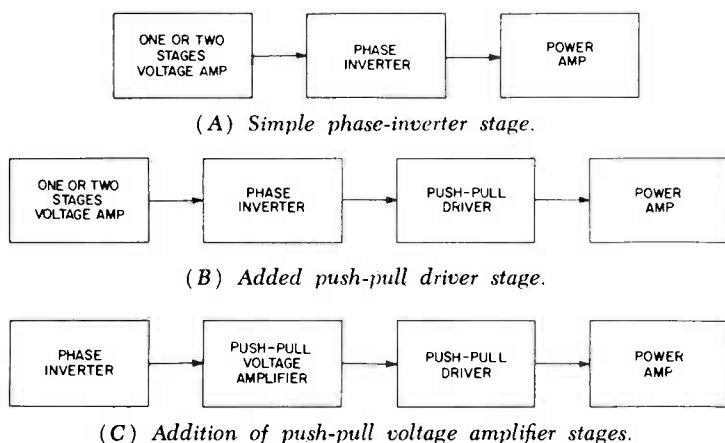 ONE OR TWO
STAGES
VOLTAGE AMP
PHASE
INVERTER
POWER
AMP
(A) Simple phase-inverter stage.
ONE OR TWO
STAGES
VOLTAGE AMP
PHASE
INVERTER
PUSH-PULL
DRIVER
POWER
AMP
(B) Added push-pull driver stage.
PHASE
INVERTER
PUSH-PULL
VOLTAGE
AMPLIFIER
PUSH-PULL
DRIVER
POWER
AMP
(C) Addition of push-pull voltage amplifier stages.